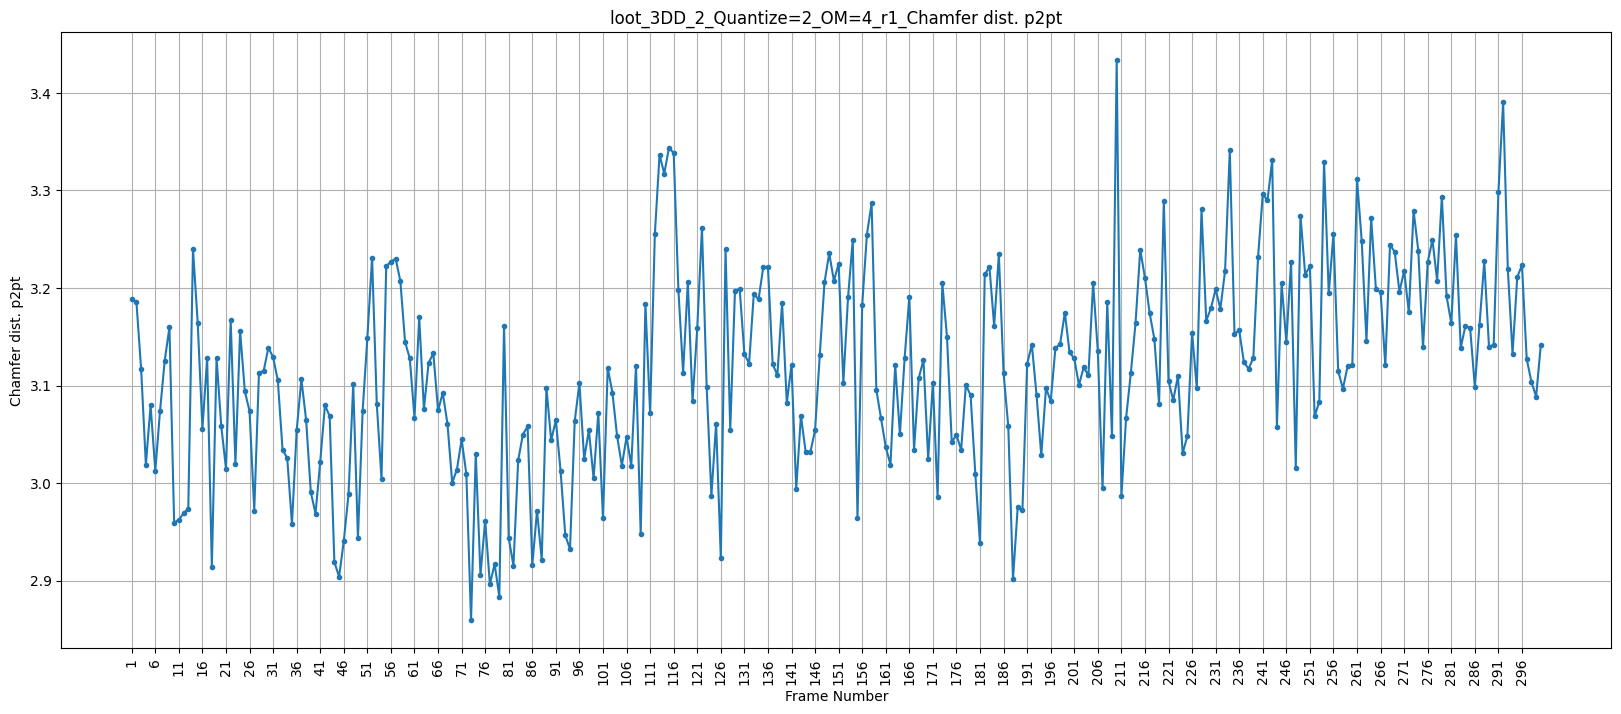 loot_3DD_2_Quantize=2_OM=4_r1_Chamfer dist. p2pt
Chamfer dist. p2pt
3.4
3.3
3.2
3.1
3.0
2.9
1 6 11 16 21 26 31 36 41 46 51 56 61 66 71 76 81 86 91 96 101 106 111 116 121 126 131 136 141 146 151 156 161 166 171 176 181 186 191 196 201 206 211 216 221 226 231 236 241 246 251 256 261 266 271 276 281 286 291 296
Frame Number